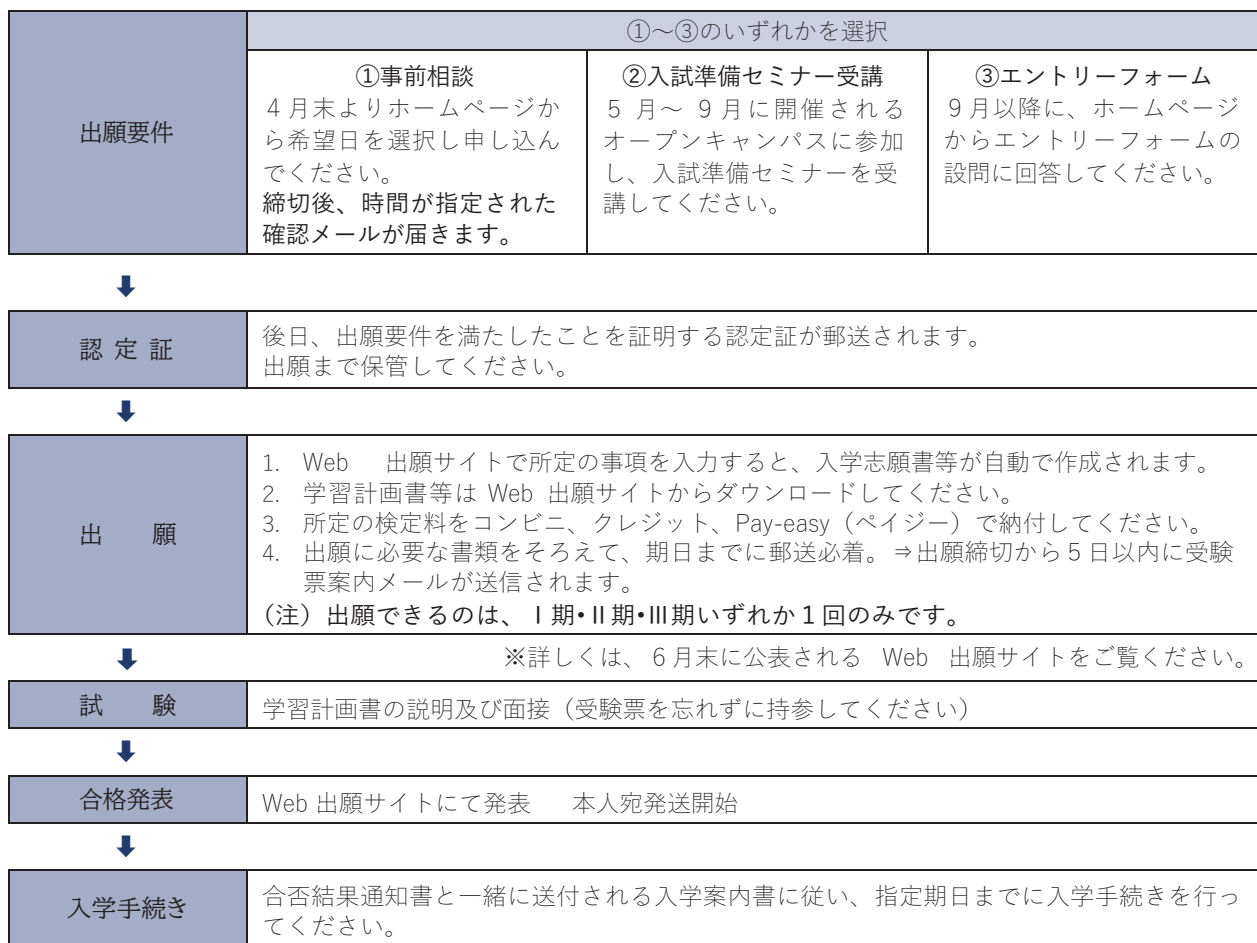 出願要件
①～③のいずれかを選択
①事前相談
４月末よりホームページか
ら希望日を選択し申し込ん
でください。
締切後、時間が指定された
確認メールが届きます。
②入試準備セミナー受講
５月～９月に開催される
オープンキャンパスに参加
し、入試準備セミナーを受
講してください。
③エントリーフォーム
９月以降に、ホームページ
からエントリーフォームの
設問に回答してください。
認定証
後日、出願要件を満たしたことを証明する認定証が郵送されます。
出願まで保管してください。
出　願
1. Web 出願サイトで所定の事項を入力すると、入学志願書等が自動で作成されます。
2. 学習計画書等は Web 出願サイトからダウンロードしてください。
3. 所定の検定料をコンビニ、クレジット、Pay-easy（ペイジー）で納付してください。
4. 出願に必要な書類をそろえて、期日までに郵送必着。⇒出願締切から５日以内に受験
票案内メールが送信されます。
（注）出願できるのは、Ⅰ期・Ⅱ期・Ⅲ期いずれか１回のみです。
※詳しくは、６月末に公表される Web 出願サイトをご覧ください。
試　験
学習計画書の説明及び面接（受験票を忘れずに持参してください）
合格発表
Web 出願サイトにて発表　本人宛発送開始
入学手続き
合否結果通知書と一緒に送付される入学案内書に従い、指定期日までに入学手続きを行っ
てください。